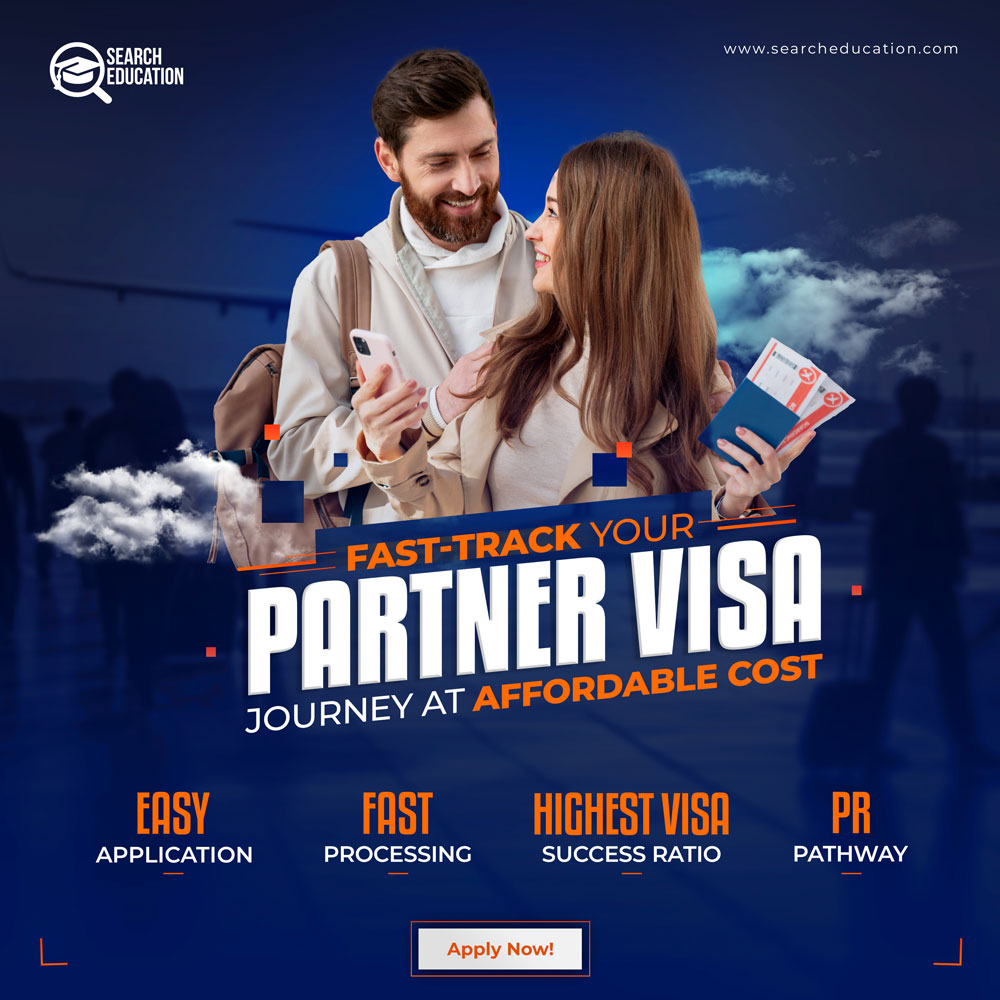 SEARCH
EDUCATION
www.searcheducation.com
FAST-TRACK YOUR
PARTNER VISA
JOURNEY AT AFFORDABLE COST
EASY
APPLICATION
FAST
PROCESSING
HIGHEST VISA
SUCCESS RATIO
PR
PATHWAY
Apply Now!